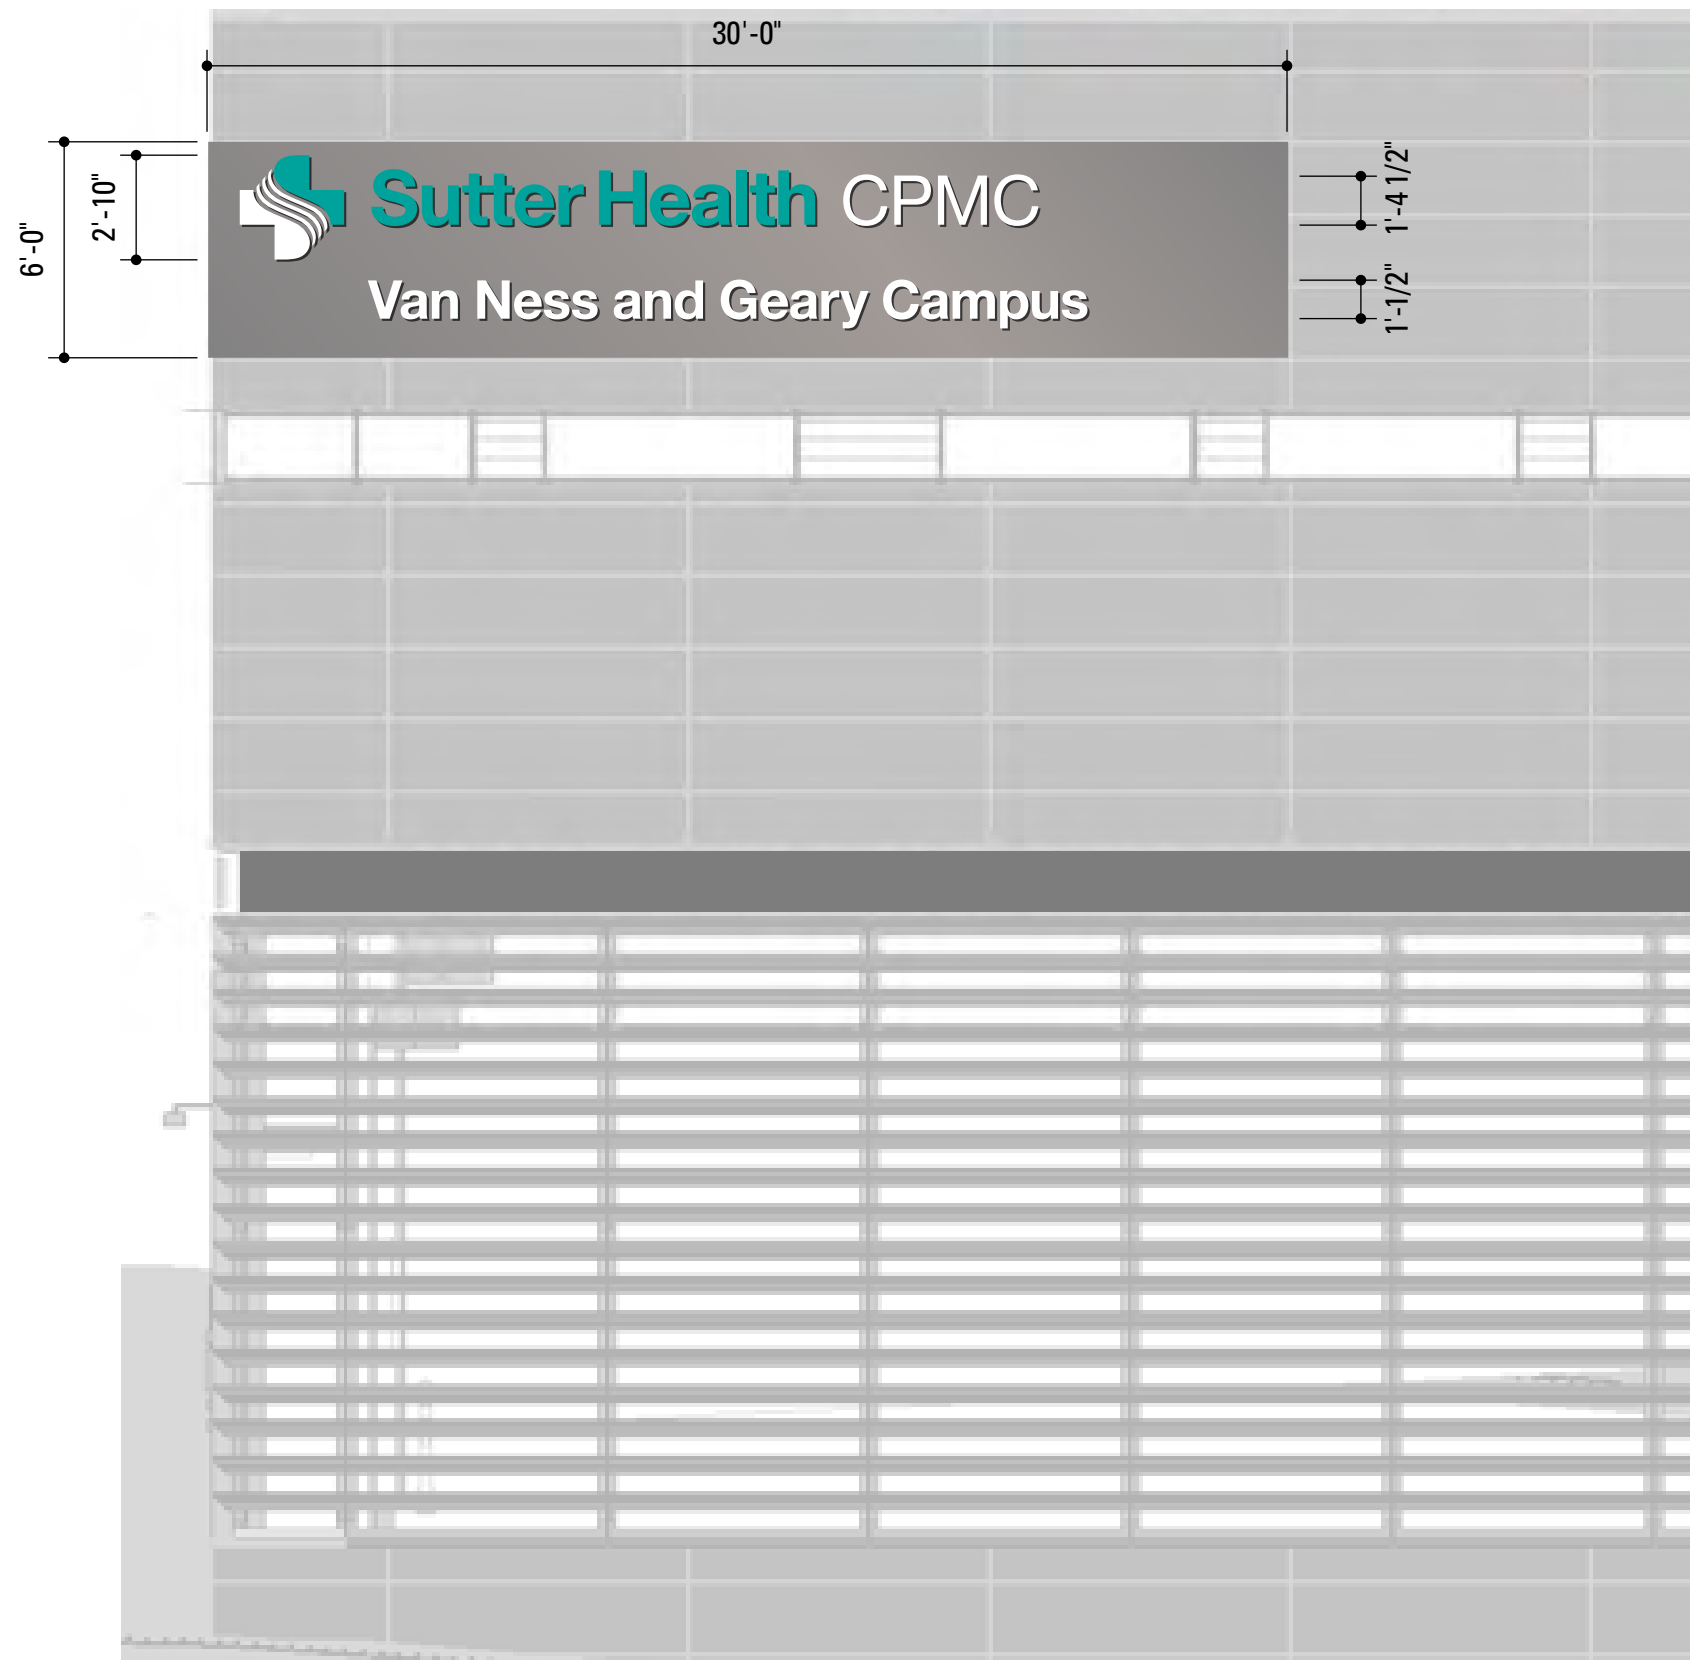 30'-0"
6'-0"
2'-10"
Sutter Health CPMC
1'-4 1/2"
Van Ness and Geary Campus
1'-1/2"